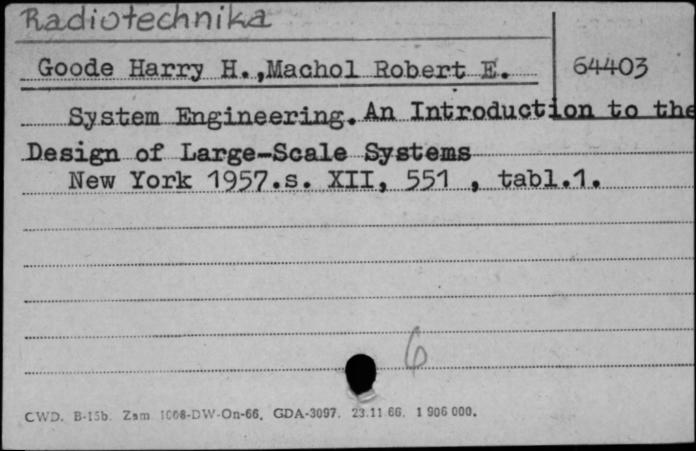 Radiotechnika
Goode Harry H.,Machol Robert E.
64403
System Engineering. An Introduction to the
Design of Large-Scale Systems
New York 1957.s. XII, 551 , tabl.1.
6
CWD. B-15b. Zam 1008-DW-On-66. GDA-3097. 23.11.66. 1 906 000.